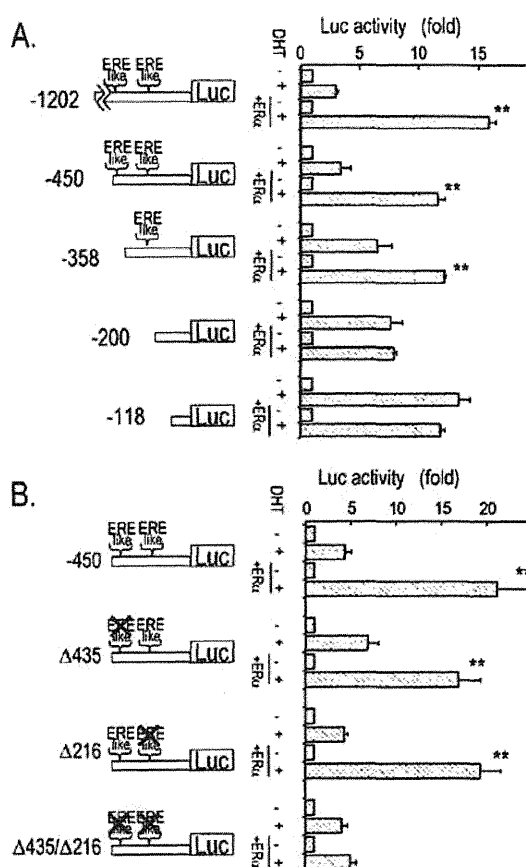 A.
Luc activity (fold)
DHT
0 5 10 15
ERE like ERE like
-1202 Luc
- + - +
+ERα
**
ERE like ERE like
-450 Luc
- + - +
+ERα
**
ERE like
-358 Luc
- + - +
+ERα
**
-200 Luc
- + - +
+ERα
-118 Luc
- + - +
+ERα
B.
Luc activity (fold)
DHT
0 5 10 15 20
ERE like ERE like
-450 Luc
- + - +
+ERα
**
ERE like ERE like
Δ435 Luc
- + - +
+ERα
**
ERE like ERE like
Δ216 Luc
- + - +
+ERα
**
ERE like ERE like
Δ435/Δ216 Luc
- + - +
+ERα